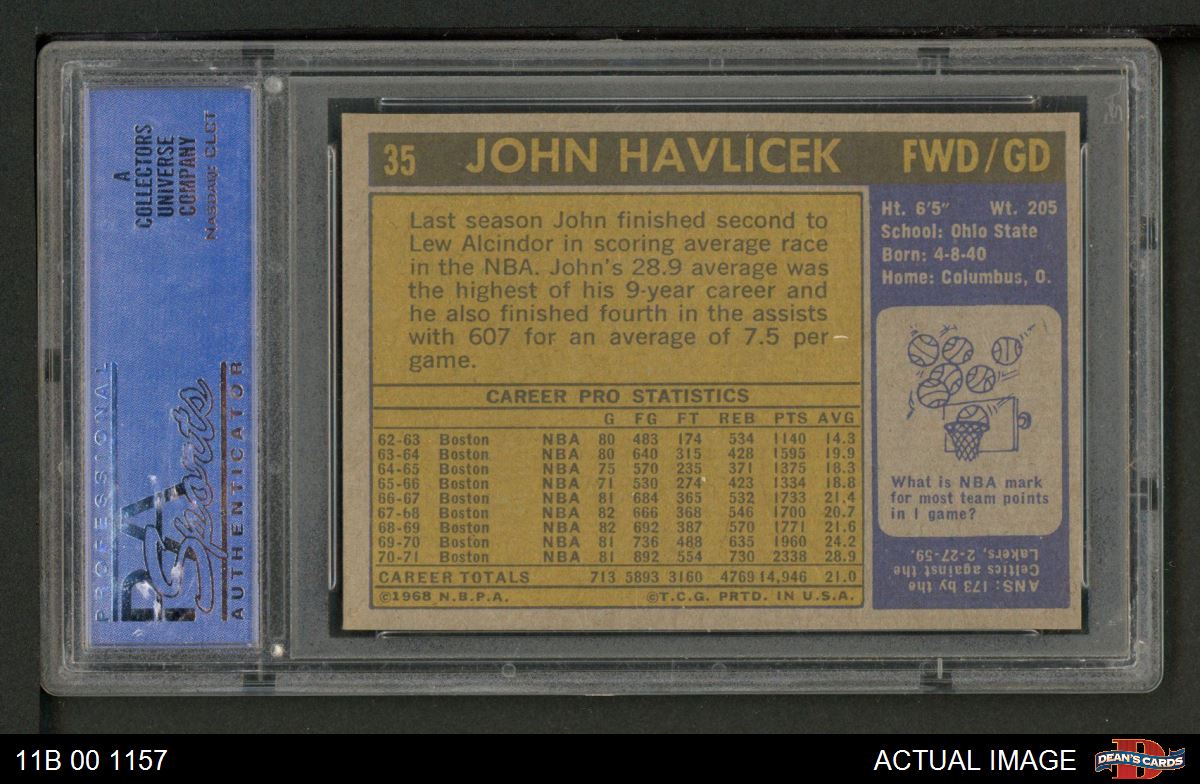 A
COLLECTORS
UNIVERSE
COMPANY
NASDAQ: CLCT
PROFESSIONAL
PSA
Sports
AUTHENTICATOR
35 JOHN HAVLICEK FWD/GD
Last season John finished second to
Lew Alcindor in scoring average race
in the NBA. John's 28.9 average was
the highest of his 9-year career and
he also finished fourth in the assists
with 607 for an average of 7.5 per
game.
CAREER PRO STATISTICS
G FG FT REB PTS AVG
62-63 Boston NBA 80 483 174 534 1140 14.3
63-64 Boston NBA 80 640 315 428 1595 19.9
64-65 Boston NBA 75 570 235 371 1375 18.3
65-66 Boston NBA 71 530 274 423 1334 18.8
66-67 Boston NBA 81 684 365 532 1733 21.4
67-68 Boston NBA 82 666 368 546 1700 20.7
68-69 Boston NBA 82 692 387 570 1771 21.6
69-70 Boston NBA 81 736 488 635 1960 24.2
70-71 Boston NBA 81 892 554 730 2338 28.9
CAREER TOTALS 713 5893 3160 4769 14,946 21.0
©1968 N.B.P.A. ©T.C.G. PRTD. IN U.S.A.
Ht. 6'5" Wt. 205
School: Ohio State
Born: 4-8-40
Home: Columbus, O.
What is NBA mark
for most team points
in 1 game?
ANS: 173 by the
Celtics against the
Lakers, 2-27-59.
11B 00 1157
ACTUAL IMAGE
D
DEAN'S CARDS